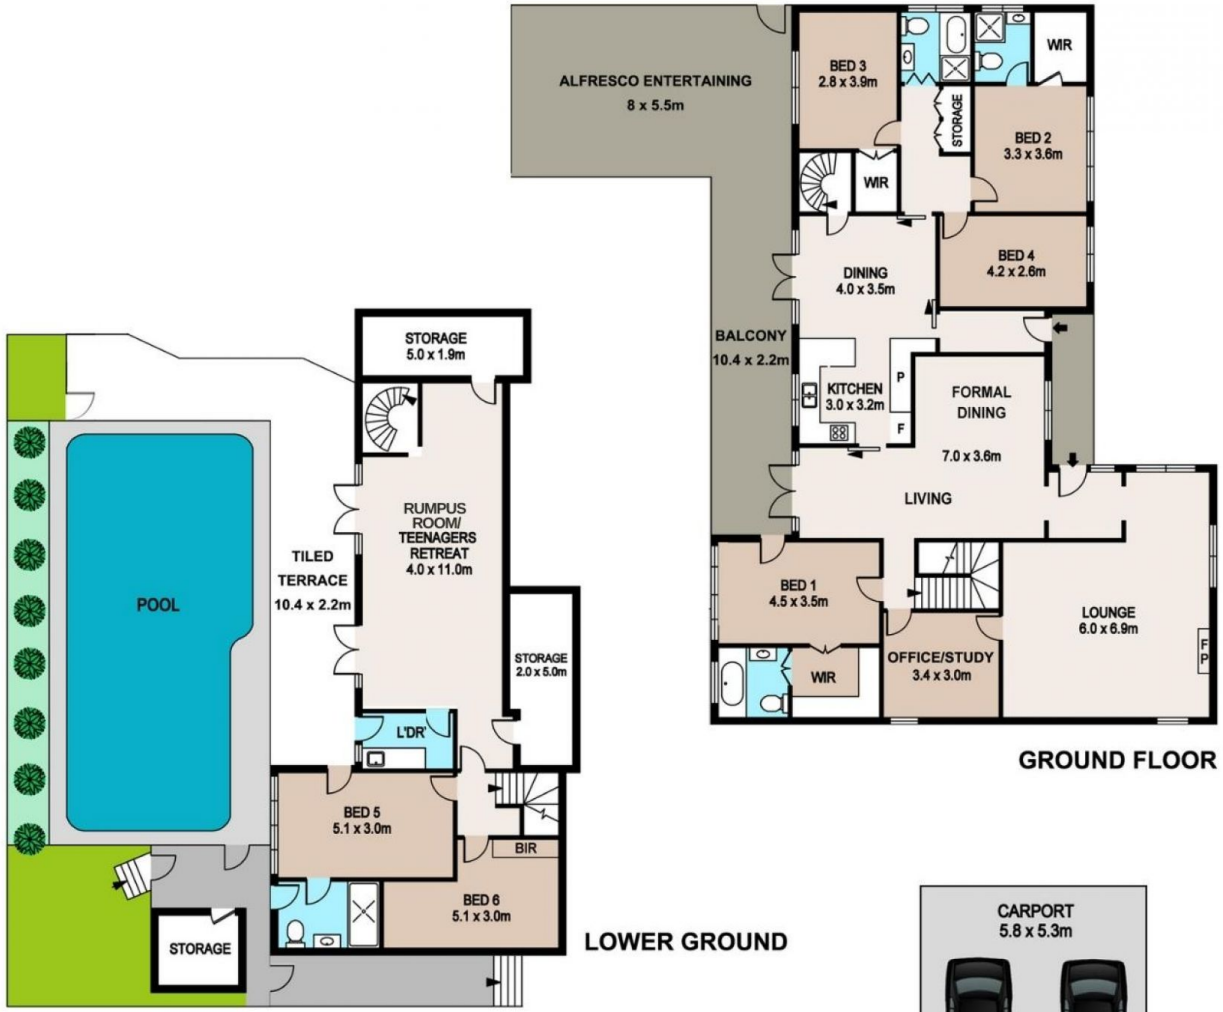 ALFRESCO ENTERTAINING
8 x 5.5m
BED 3
2.8 x 3.9m
WIR
STORAGE
BED 2
3.3 x 3.6m
WIR
DINING
4.0 x 3.5m
BED 4
4.2 x 2.6m
BALCONY
10.4 x 2.2m
KITCHEN
3.0 x 3.2m
P
F
FORMAL
DINING
7.0 x 3.6m
LIVING
BED 1
4.5 x 3.5m
WIR
OFFICE/STUDY
3.4 x 3.0m
LOUNGE
6.0 x 6.9m
F
P
GROUND FLOOR
STORAGE
5.0 x 1.9m
RUMPUS
ROOM/
TEENAGERS
RETREAT
4.0 x 11.0m
TILED
TERRACE
10.4 x 2.2m
POOL
STORAGE
2.0 x 5.0m
L'DR'
BED 5
5.1 x 3.0m
BIR
BED 6
5.1 x 3.0m
STORAGE
LOWER GROUND
CARPORT
5.8 x 5.3m